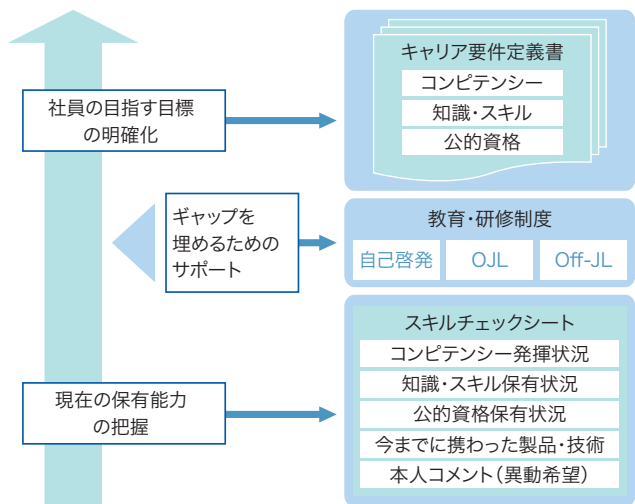 社員の目指す目標
の明確化
キャリア要件定義書
コンピテンシー
知識・スキル
公的資格
ギャップを
埋めるための
サポート
教育・研修制度
自己啓発
OJL
Off-JL
現在の保有能力
の把握
スキルチェックシート
コンピテンシー発揮状況
知識・スキル保有状況
公的資格保有状況
今までに携わった製品・技術
本人コメント(異動希望)